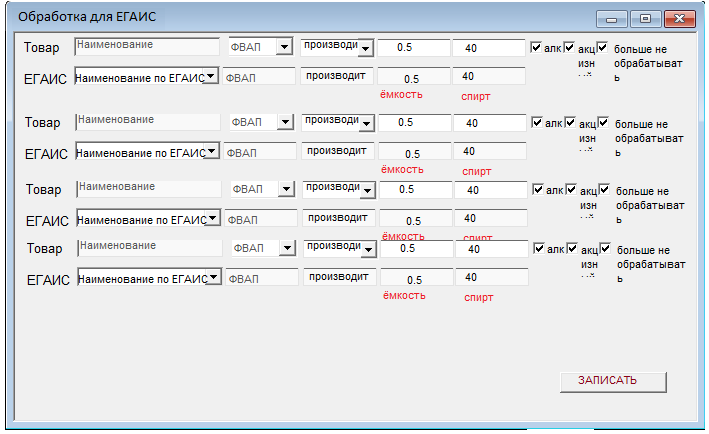 Обработка для ЕГАИС
Товар Наименование ФВАП производи 0.5 40 алк акц больше не
изн обрабатыват
ь
ЕГАИС Наименование по ЕГАИС ФВАП производит 0.5 40
ёмкость спирт
Товар Наименование ФВАП производи 0.5 40 алк акц больше не
изн обрабатыват
ь
ЕГАИС Наименование по ЕГАИС ФВАП производит 0.5 40
ёмкость спирт
Товар Наименование ФВАП производи 0.5 40 алк акц больше не
изн обрабатыват
ь
ЕГАИС Наименование по ЕГАИС ФВАП производит 0.5 40
ёмкость спирт
Товар Наименование ФВАП производи 0.5 40 алк акц больше не
изн обрабатыват
ь
ЕГАИС Наименование по ЕГАИС ФВАП производит 0.5 40
ёмкость спирт
ЗАПИСАТЬ